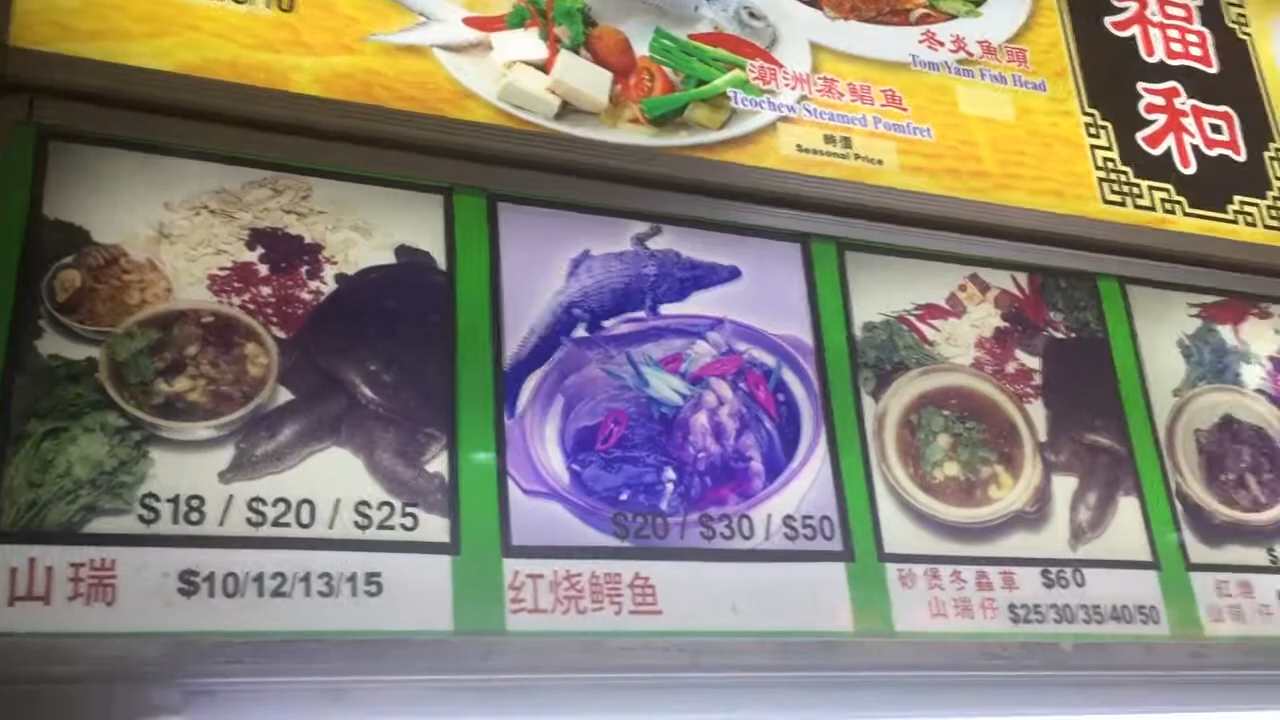 冬炎魚頭
Tom Yam Fish Head
潮洲蒸鲳鱼
Teochew Steamed Pomfret
時價
Seasonal Price
福和
$18 / $20 / $25
山瑞 $10/12/13/15
$20 / $30 / $50
红烧鳄鱼
砂煲冬蟲草 $60
山瑞仔 $25/30/35/40/50